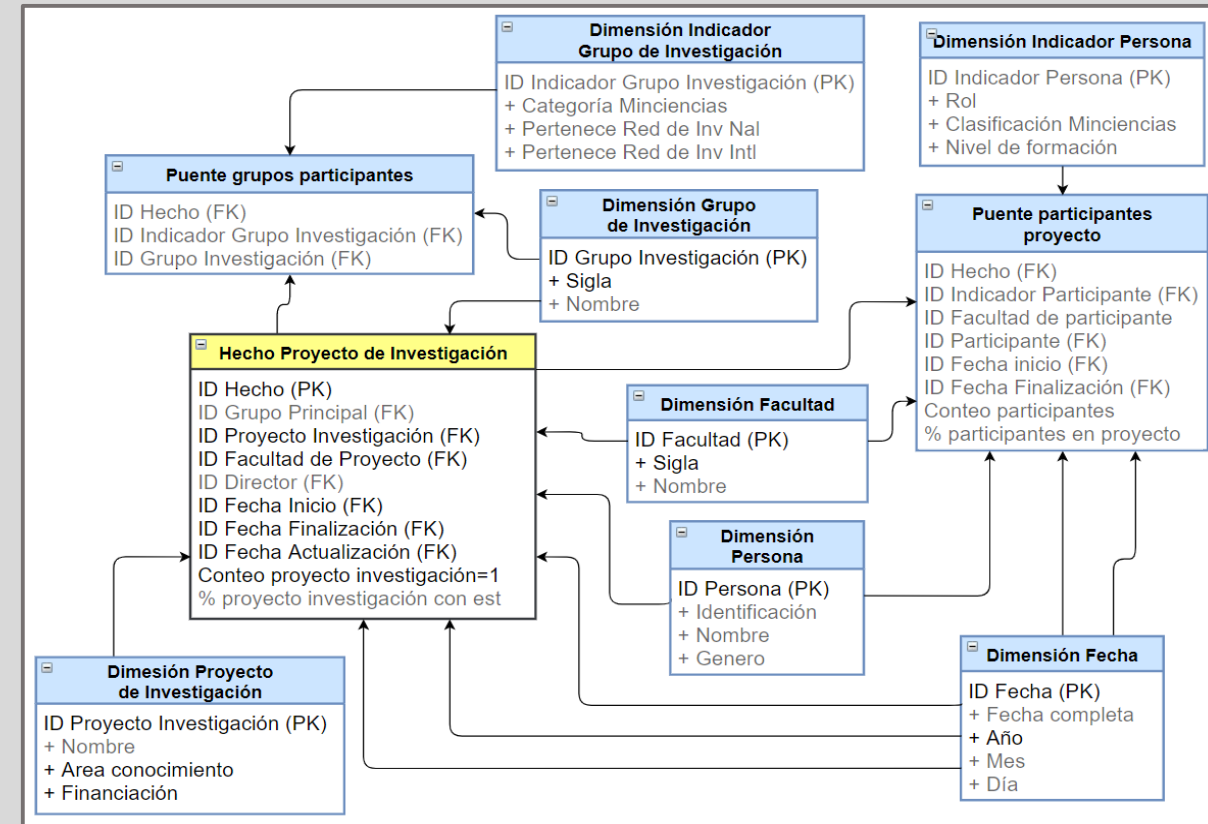 Dimensión Indicador
Grupo de Investigación
ID Indicador Grupo Investigación (PK)
+ Categoría Minciencias
+ Pertenece Red de Inv Nal
+ Pertenece Red de Inv Intl
Dimensión Indicador Persona
ID Indicador Persona (PK)
+ Rol
+ Clasificación Minciencias
+ Nivel de formación
Puente grupos participantes
ID Hecho (FK)
ID Indicador Grupo Investigación (FK)
ID Grupo Investigación (FK)
Dimensión Grupo
de Investigación
ID Grupo Investigación (PK)
+ Sigla
+ Nombre
Puente participantes
proyecto
ID Hecho (FK)
ID Indicador Participante (FK)
ID Facultad de participante
ID Participante (FK)
ID Fecha inicio (FK)
ID Fecha Finalización (FK)
Conteo participantes
% participantes en proyecto
Hecho Proyecto de Investigación
ID Hecho (PK)
ID Grupo Principal (FK)
ID Proyecto Investigación (FK)
ID Facultad de Proyecto (FK)
ID Director (FK)
ID Fecha Inicio (FK)
ID Fecha Finalización (FK)
ID Fecha Actualización (FK)
Conteo proyecto investigación=1
% proyecto investigación con est
Dimensión Facultad
ID Facultad (PK)
+ Sigla
+ Nombre
Dimensión
Persona
ID Persona (PK)
+ Identificación
+ Nombre
+ Genero
Dimesión Proyecto
de Investigación
ID Proyecto Investigación (PK)
+ Nombre
+ Area conocimiento
+ Financiación
Dimensión Fecha
ID Fecha (PK)
+ Fecha completa
+ Año
+ Mes
+ Día